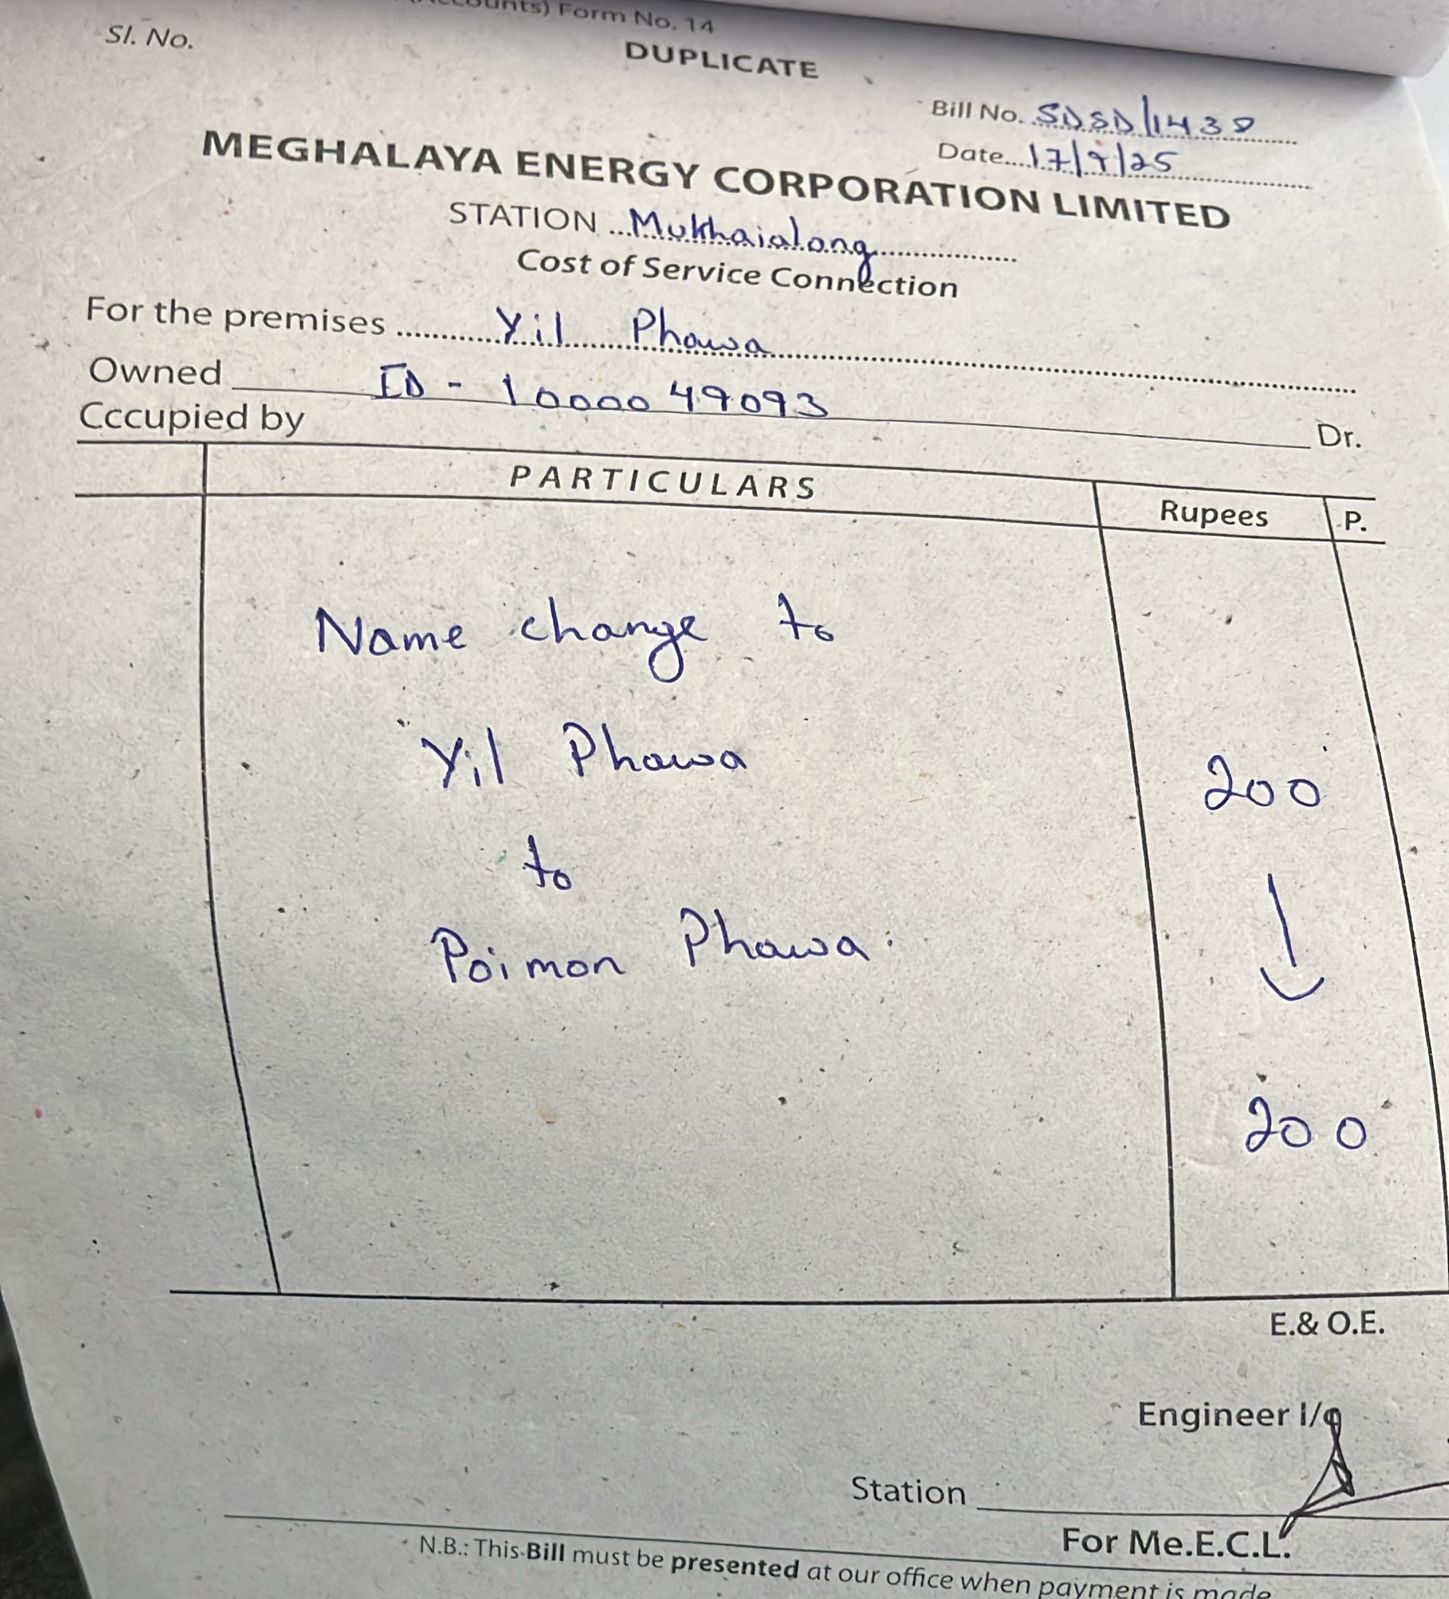 Form No. 14
Sl. No.
DUPLICATE
Bill No. SDSD/1438
Date 17/9/25
MEGHALAYA ENERGY CORPORATION LIMITED
STATION Mukhaialong
Cost of Service Connection
For the premises Yil Phawa
Owned ID - 1000049093
Cccupied by Dr.
PARTICULARS Rupees P.
Name change to
Yil Phawa 200
to
Poimon Phawa.
200
E.& O.E.
Engineer I/
Station
For Me.E.C.L.
N.B.: This Bill must be presented at our office when payment is made